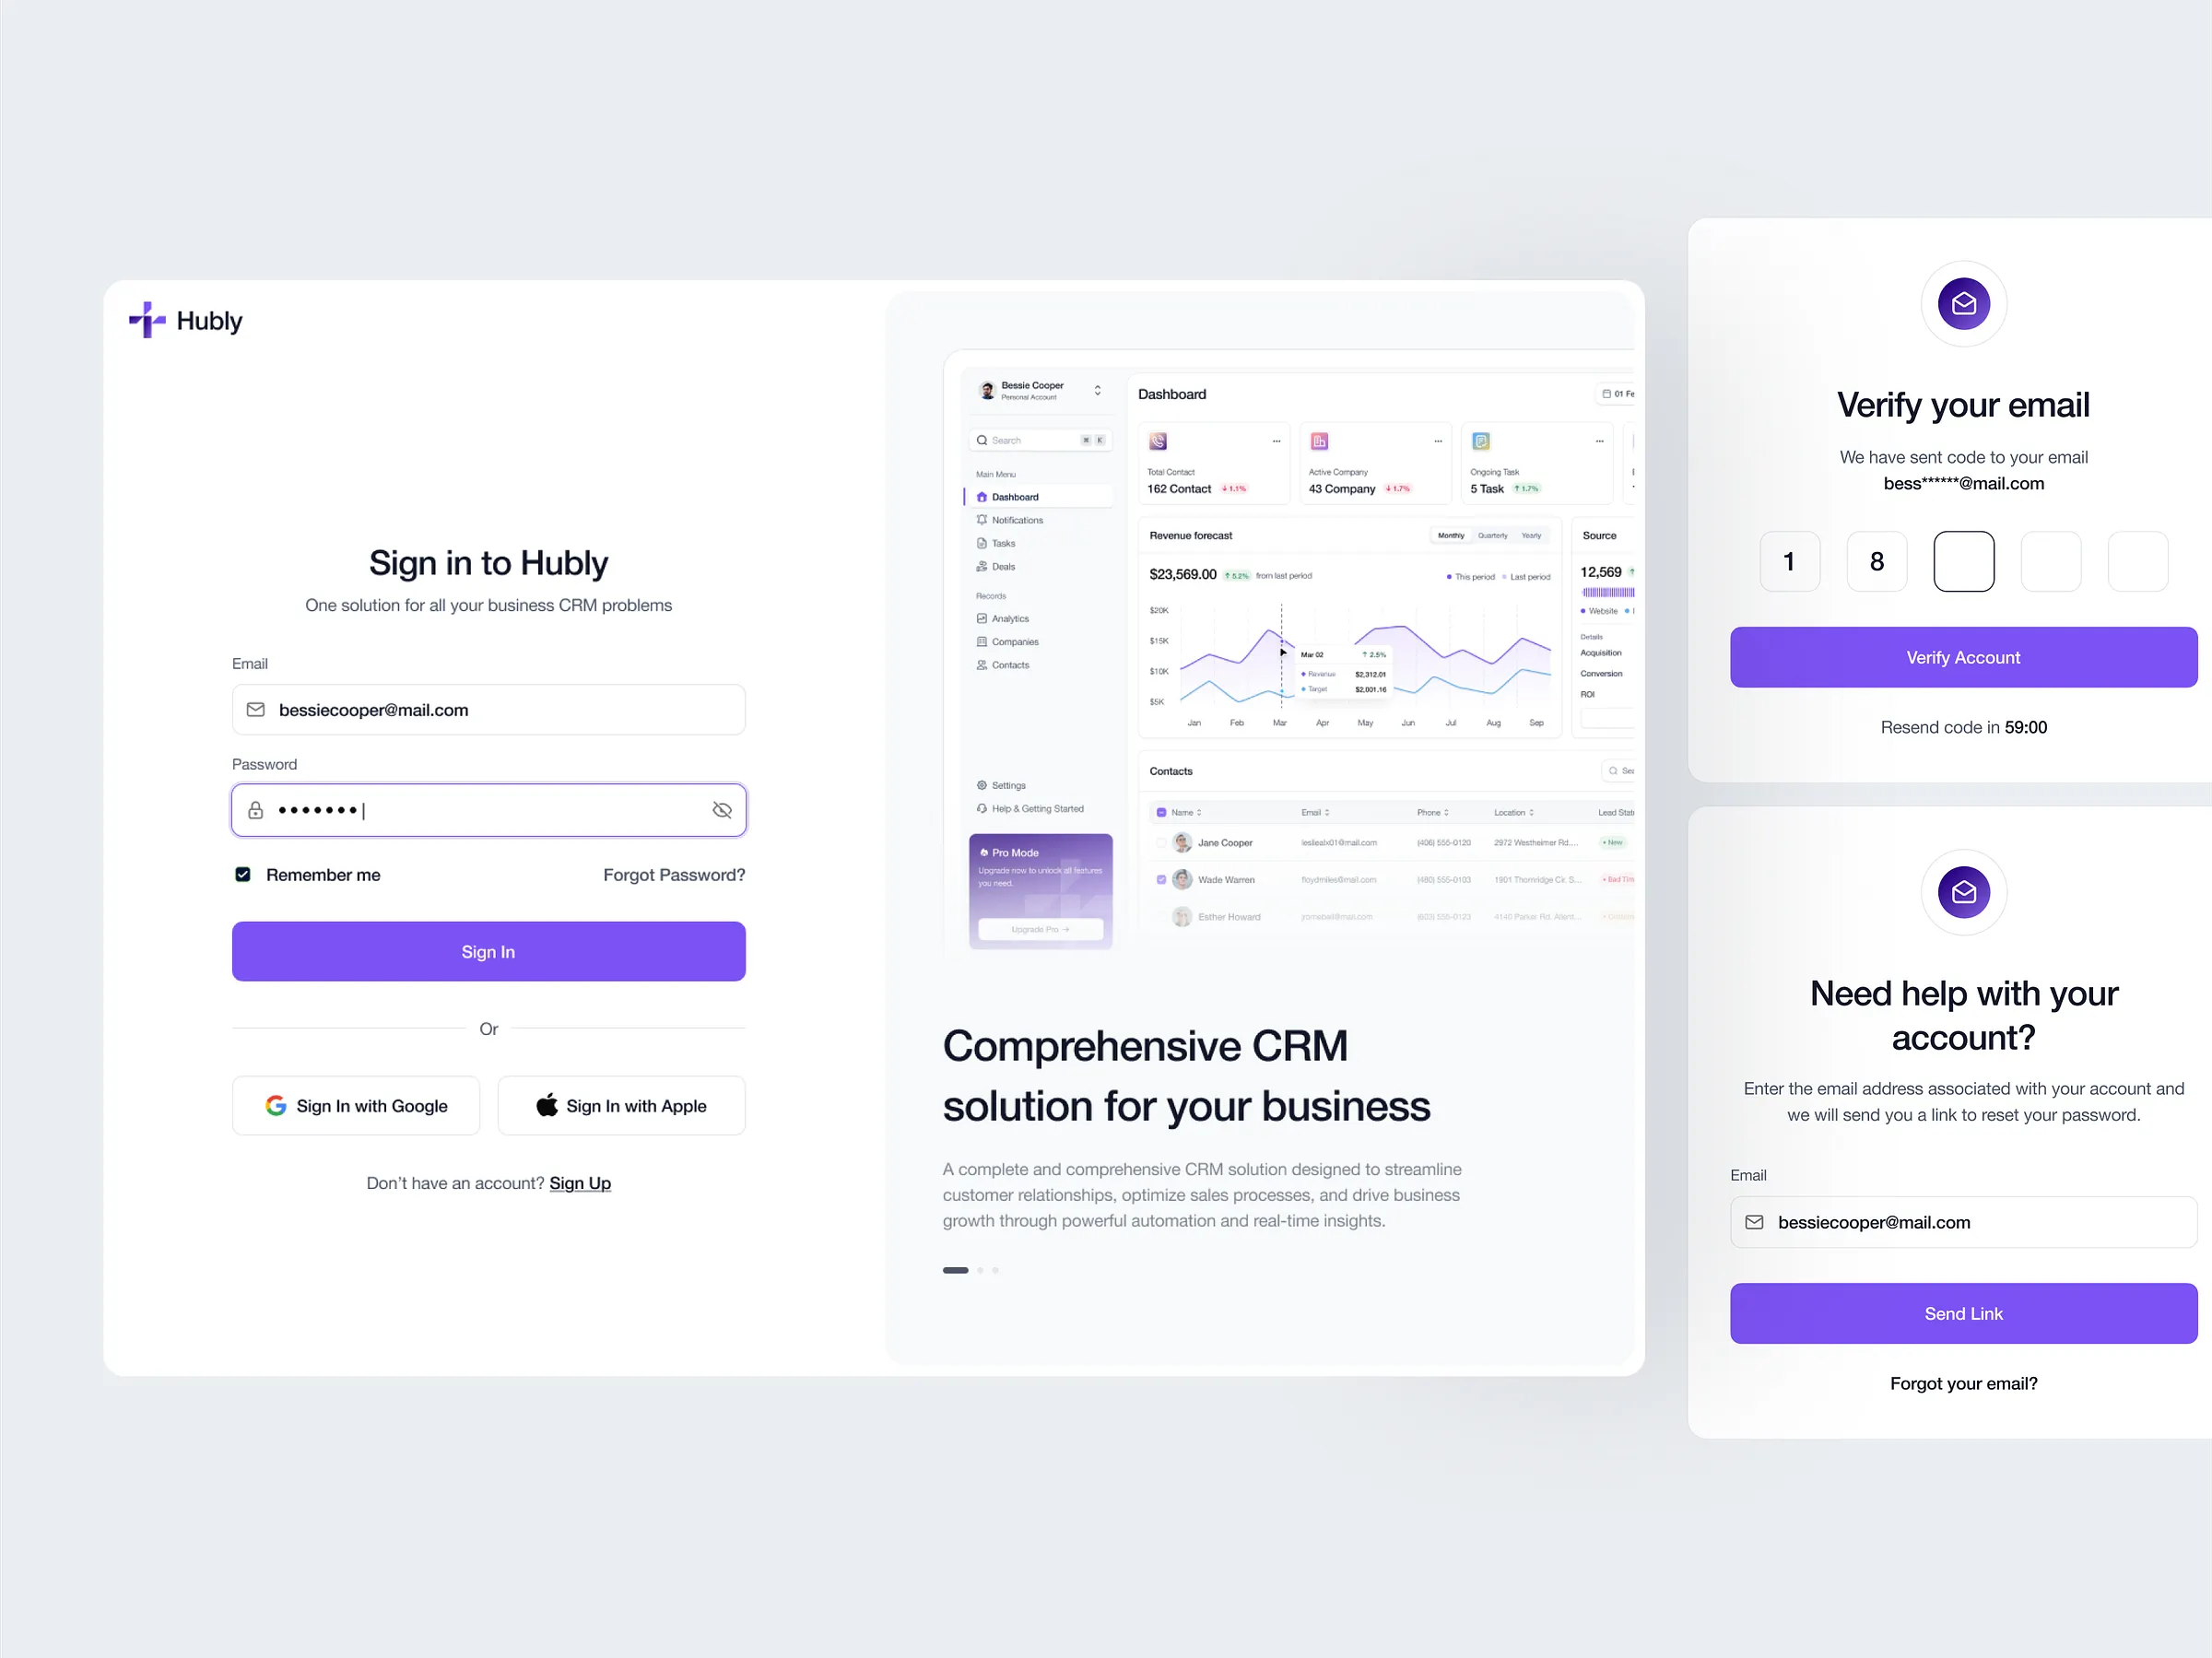 Hubly
Sign in to Hubly
One solution for all your business CRM problems
Email
bessiecooper@mail.com
Password
Remember me
Forgot Password?
Sign In
Or
Sign In with Google
Sign In with Apple
Don't have an account? Sign Up
Bessie Cooper
Personal Account
Search
⌘ K
Main Menu
Dashboard
Notifications
Tasks
Deals
Records
Analytics
Companies
Contacts
Settings
Help & Getting Started
Pro Mode
Upgrade now to unlock all features
you need.
Upgrade Pro →
Dashboard
01 Fe
Total Contact
162 Contact ↓ 1.1%
Active Company
43 Company ↓ 1.7%
Ongoing Task
5 Task ↑ 1.7%
Revenue forecast
Monthly Quarterly Yearly
$23,569.00 ↑ 5.2% from last period
This period Last period
$20K
$15K
$10K
$5K
Mar 02 ↑ 2.5%
Revenue $2,312.01
Target $2,001.16
Jan Feb Mar Apr May Jun Jul Aug Sep
Source
12,569
Website
Details
Acquisition
Conversion
ROI
Contacts
Sea
Name Email Phone Location Lead Statu
Jane Cooper lesliealx01@mail.com (406) 555-0120 2972 Westheimer Rd.... New
Wade Warren floydmiles@mail.com (480) 555-0103 1901 Thornridge Cir. S... Bad Tim
Esther Howard jromebell@mail.com (603) 555-0123 4140 Parker Rd. Allent...
Comprehensive CRM
solution for your business
A complete and comprehensive CRM solution designed to streamline
customer relationships, optimize sales processes, and drive business
growth through powerful automation and real-time insights.
Verify your email
We have sent code to your email
bess******@mail.com
1 8
Verify Account
Resend code in 59:00
Need help with your
account?
Enter the email address associated with your account and
we will send you a link to reset your password.
Email
bessiecooper@mail.com
Send Link
Forgot your email?